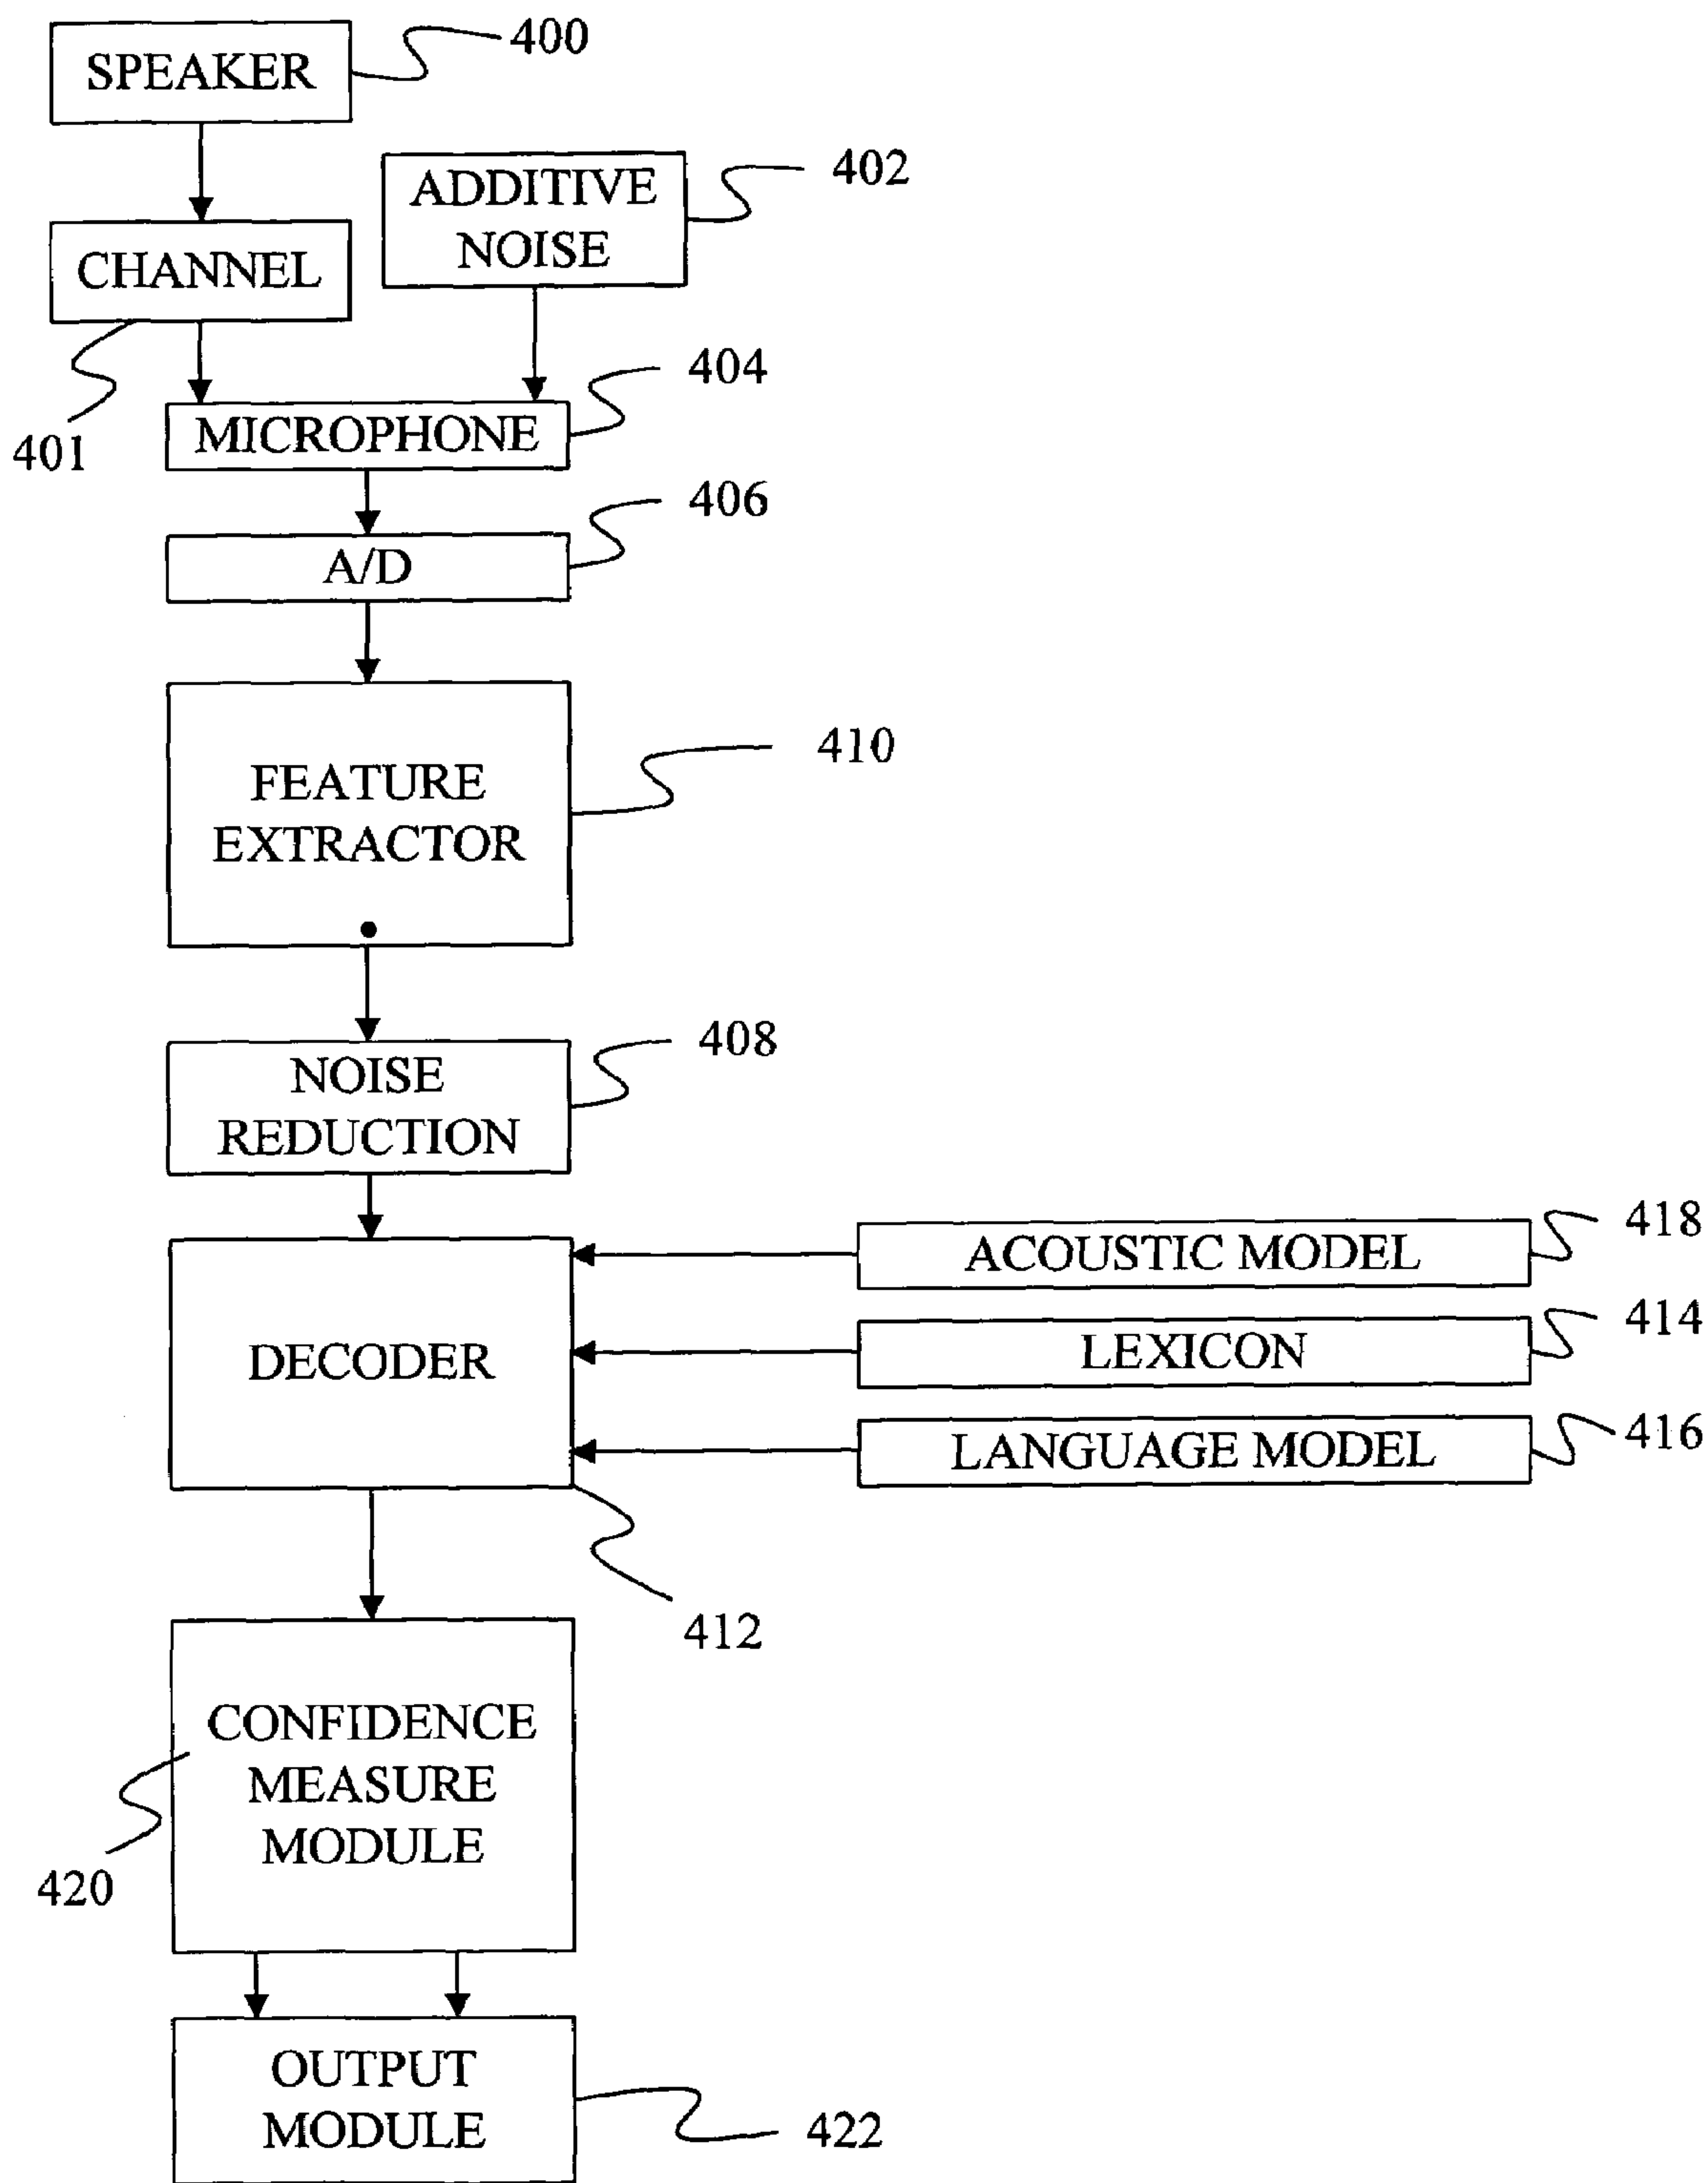 SPEAKER
400
ADDITIVE
NOISE
402
CHANNEL
401
MICROPHONE
404
A/D
406
FEATURE
EXTRACTOR
410
NOISE
REDUCTION
408
DECODER
412
ACOUSTIC MODEL
418
LEXICON
414
LANGUAGE MODEL
416
CONFIDENCE
MEASURE
MODULE
420
OUTPUT
MODULE
422